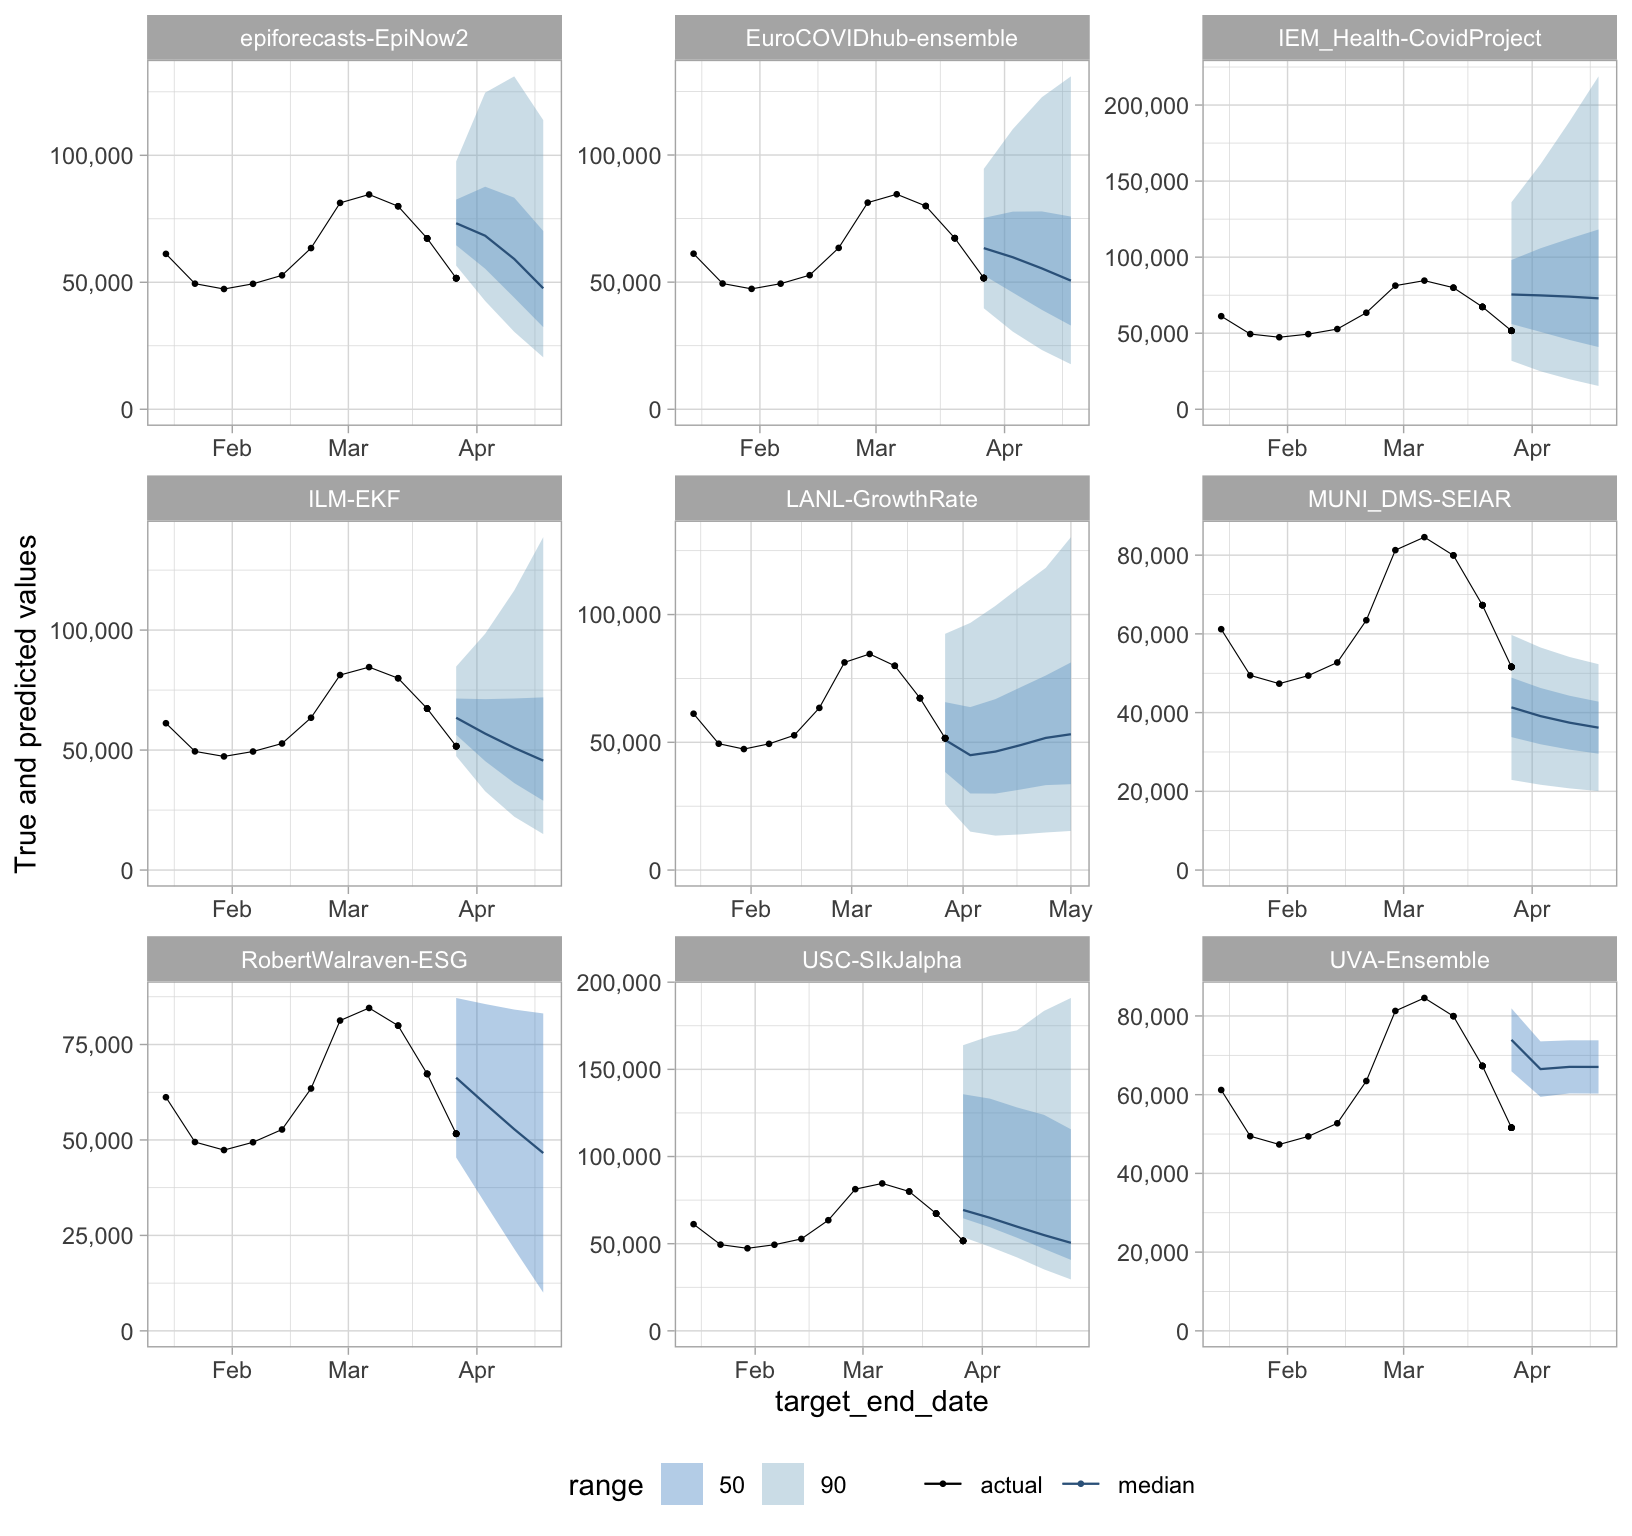 epiforecasts-EpiNow2
EuroCOVIDhub-ensemble
IEM_Health-CovidProject
100,000
50,000
0
100,000
50,000
0
200,000
150,000
100,000
50,000
0
Feb Mar Apr
Feb Mar Apr
Feb Mar Apr
ILM-EKF
LANL-GrowthRate
MUNI_DMS-SEIAR
True and predicted values
100,000
50,000
0
100,000
50,000
0
80,000
60,000
40,000
20,000
0
Feb Mar Apr
Feb Mar Apr May
Feb Mar Apr
RobertWalraven-ESG
USC-SIkJalpha
UVA-Ensemble
75,000
50,000
25,000
0
200,000
150,000
100,000
50,000
0
80,000
60,000
40,000
20,000
0
Feb Mar Apr
Feb Mar Apr
Feb Mar Apr
target_end_date
range 50 90 actual median